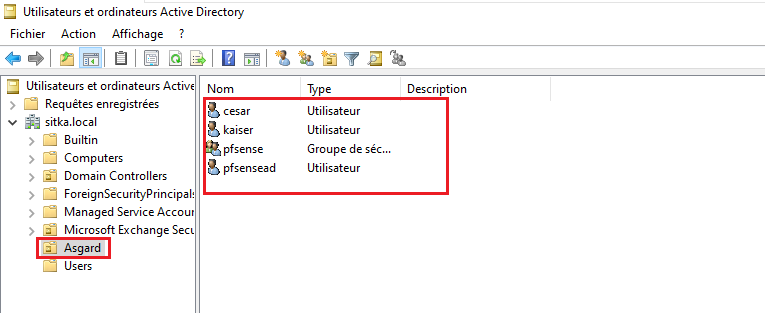 Utilisateurs et ordinateurs Active Directory
Fichier Action Affichage ?
Utilisateurs et ordinateurs Active
Requêtes enregistrées
sitka.local
Builtin
Computers
Domain Controllers
ForeignSecurityPrincipals
Managed Service Accour
Microsoft Exchange Secu
Asgard
Users
Nom Type Description
cesar Utilisateur
kaiser Utilisateur
pfsense Groupe de séc...
pfsensead Utilisateur